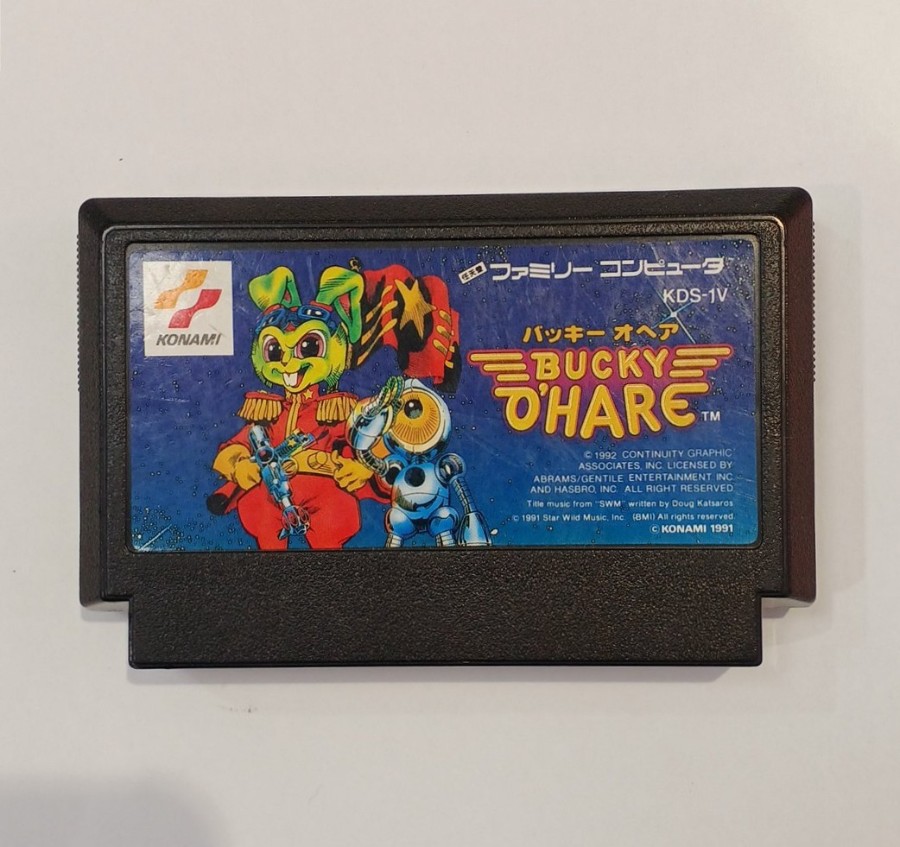 KONAMI
任天堂 ファミリー コンピュータ
KDS-1V
バッキー オヘア
BUCKY
O'HARE TM
© 1992 CONTINUITY GRAPHIC
ASSOCIATES, INC. LICENSED BY
ABRAMS/GENTILE ENTERTAINMENT INC
AND HASBRO, INC. ALL RIGHT RESERVED
Title music from "SWM" written by Doug Katsaros
© 1991 Star Wild Music, Inc. (BMI) All rights reserved.
© KONAMI 1991